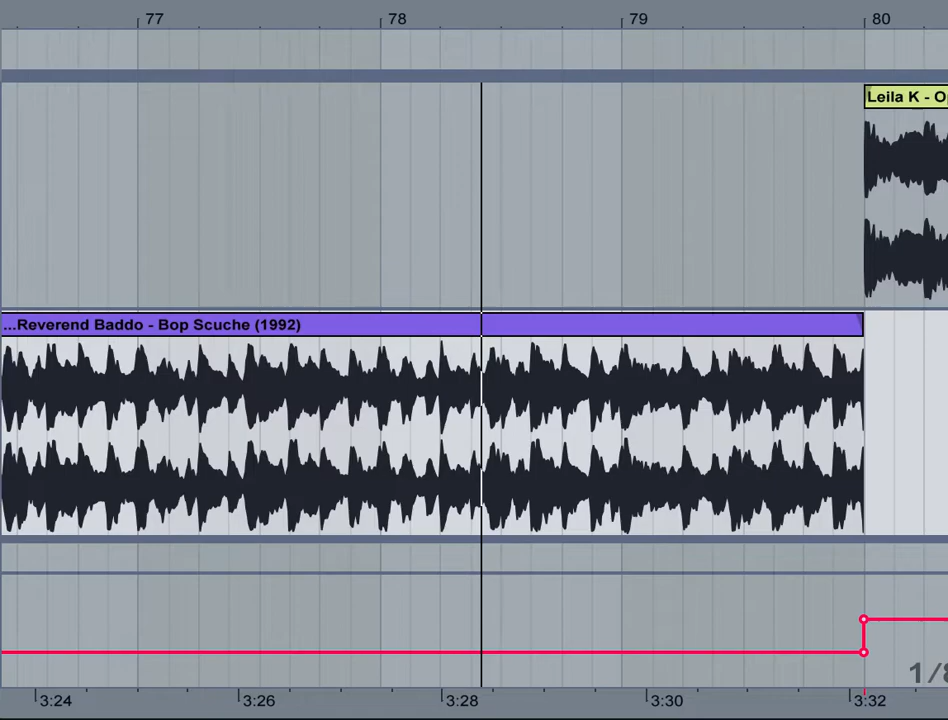 77 78 79 80
Leila K - O
...Reverend Baddo - Bop Scuche (1992)
1/8
3:24 3:26 3:28 3:30 3:32